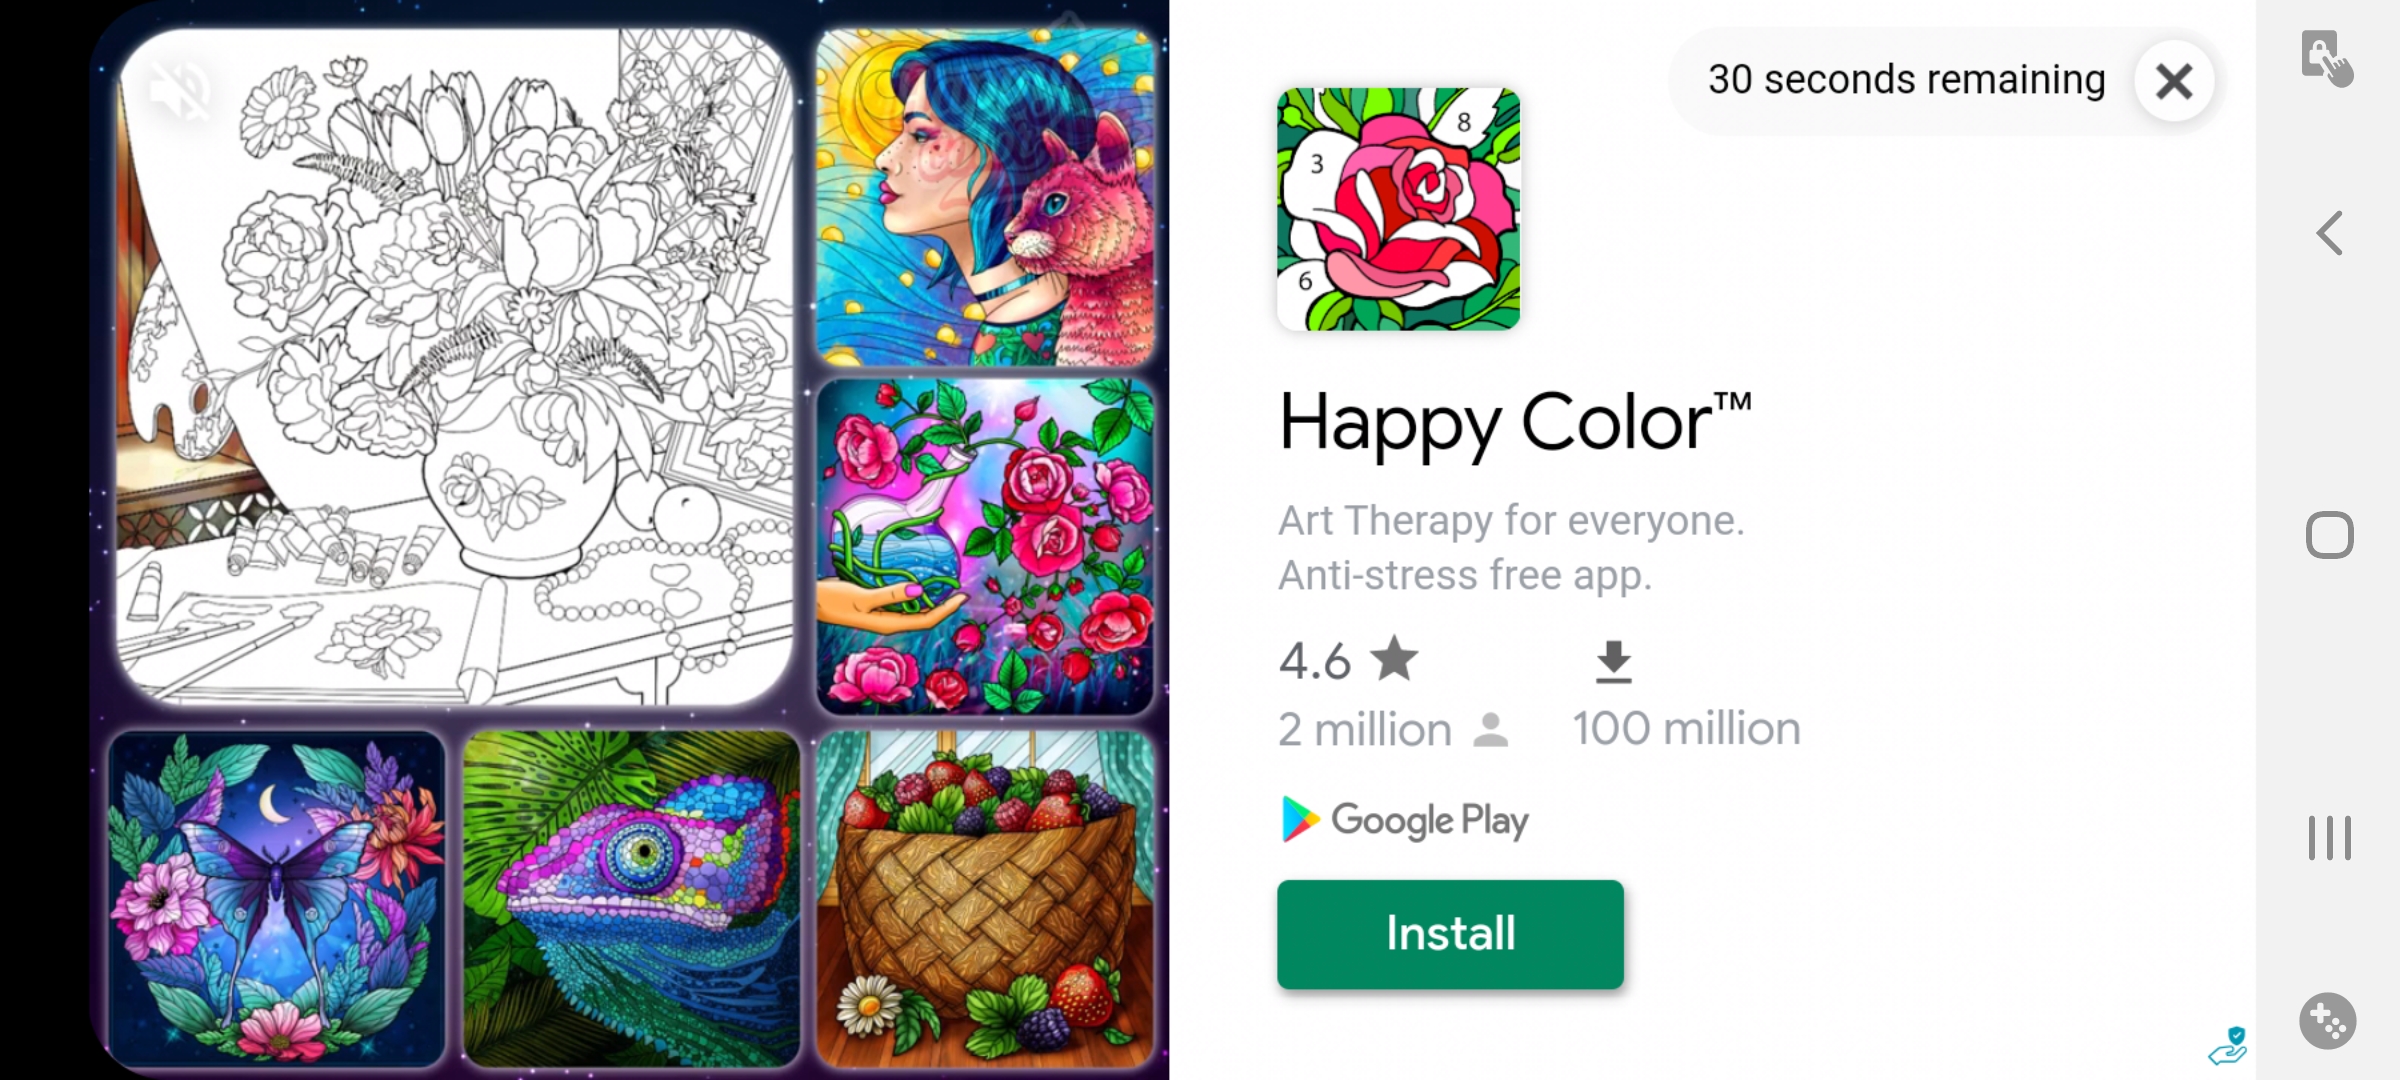 30 seconds remaining
8
3
6
Happy Color™
Art Therapy for everyone.
Anti-stress free app.
4.6
2 million
100 million
Google Play
Install